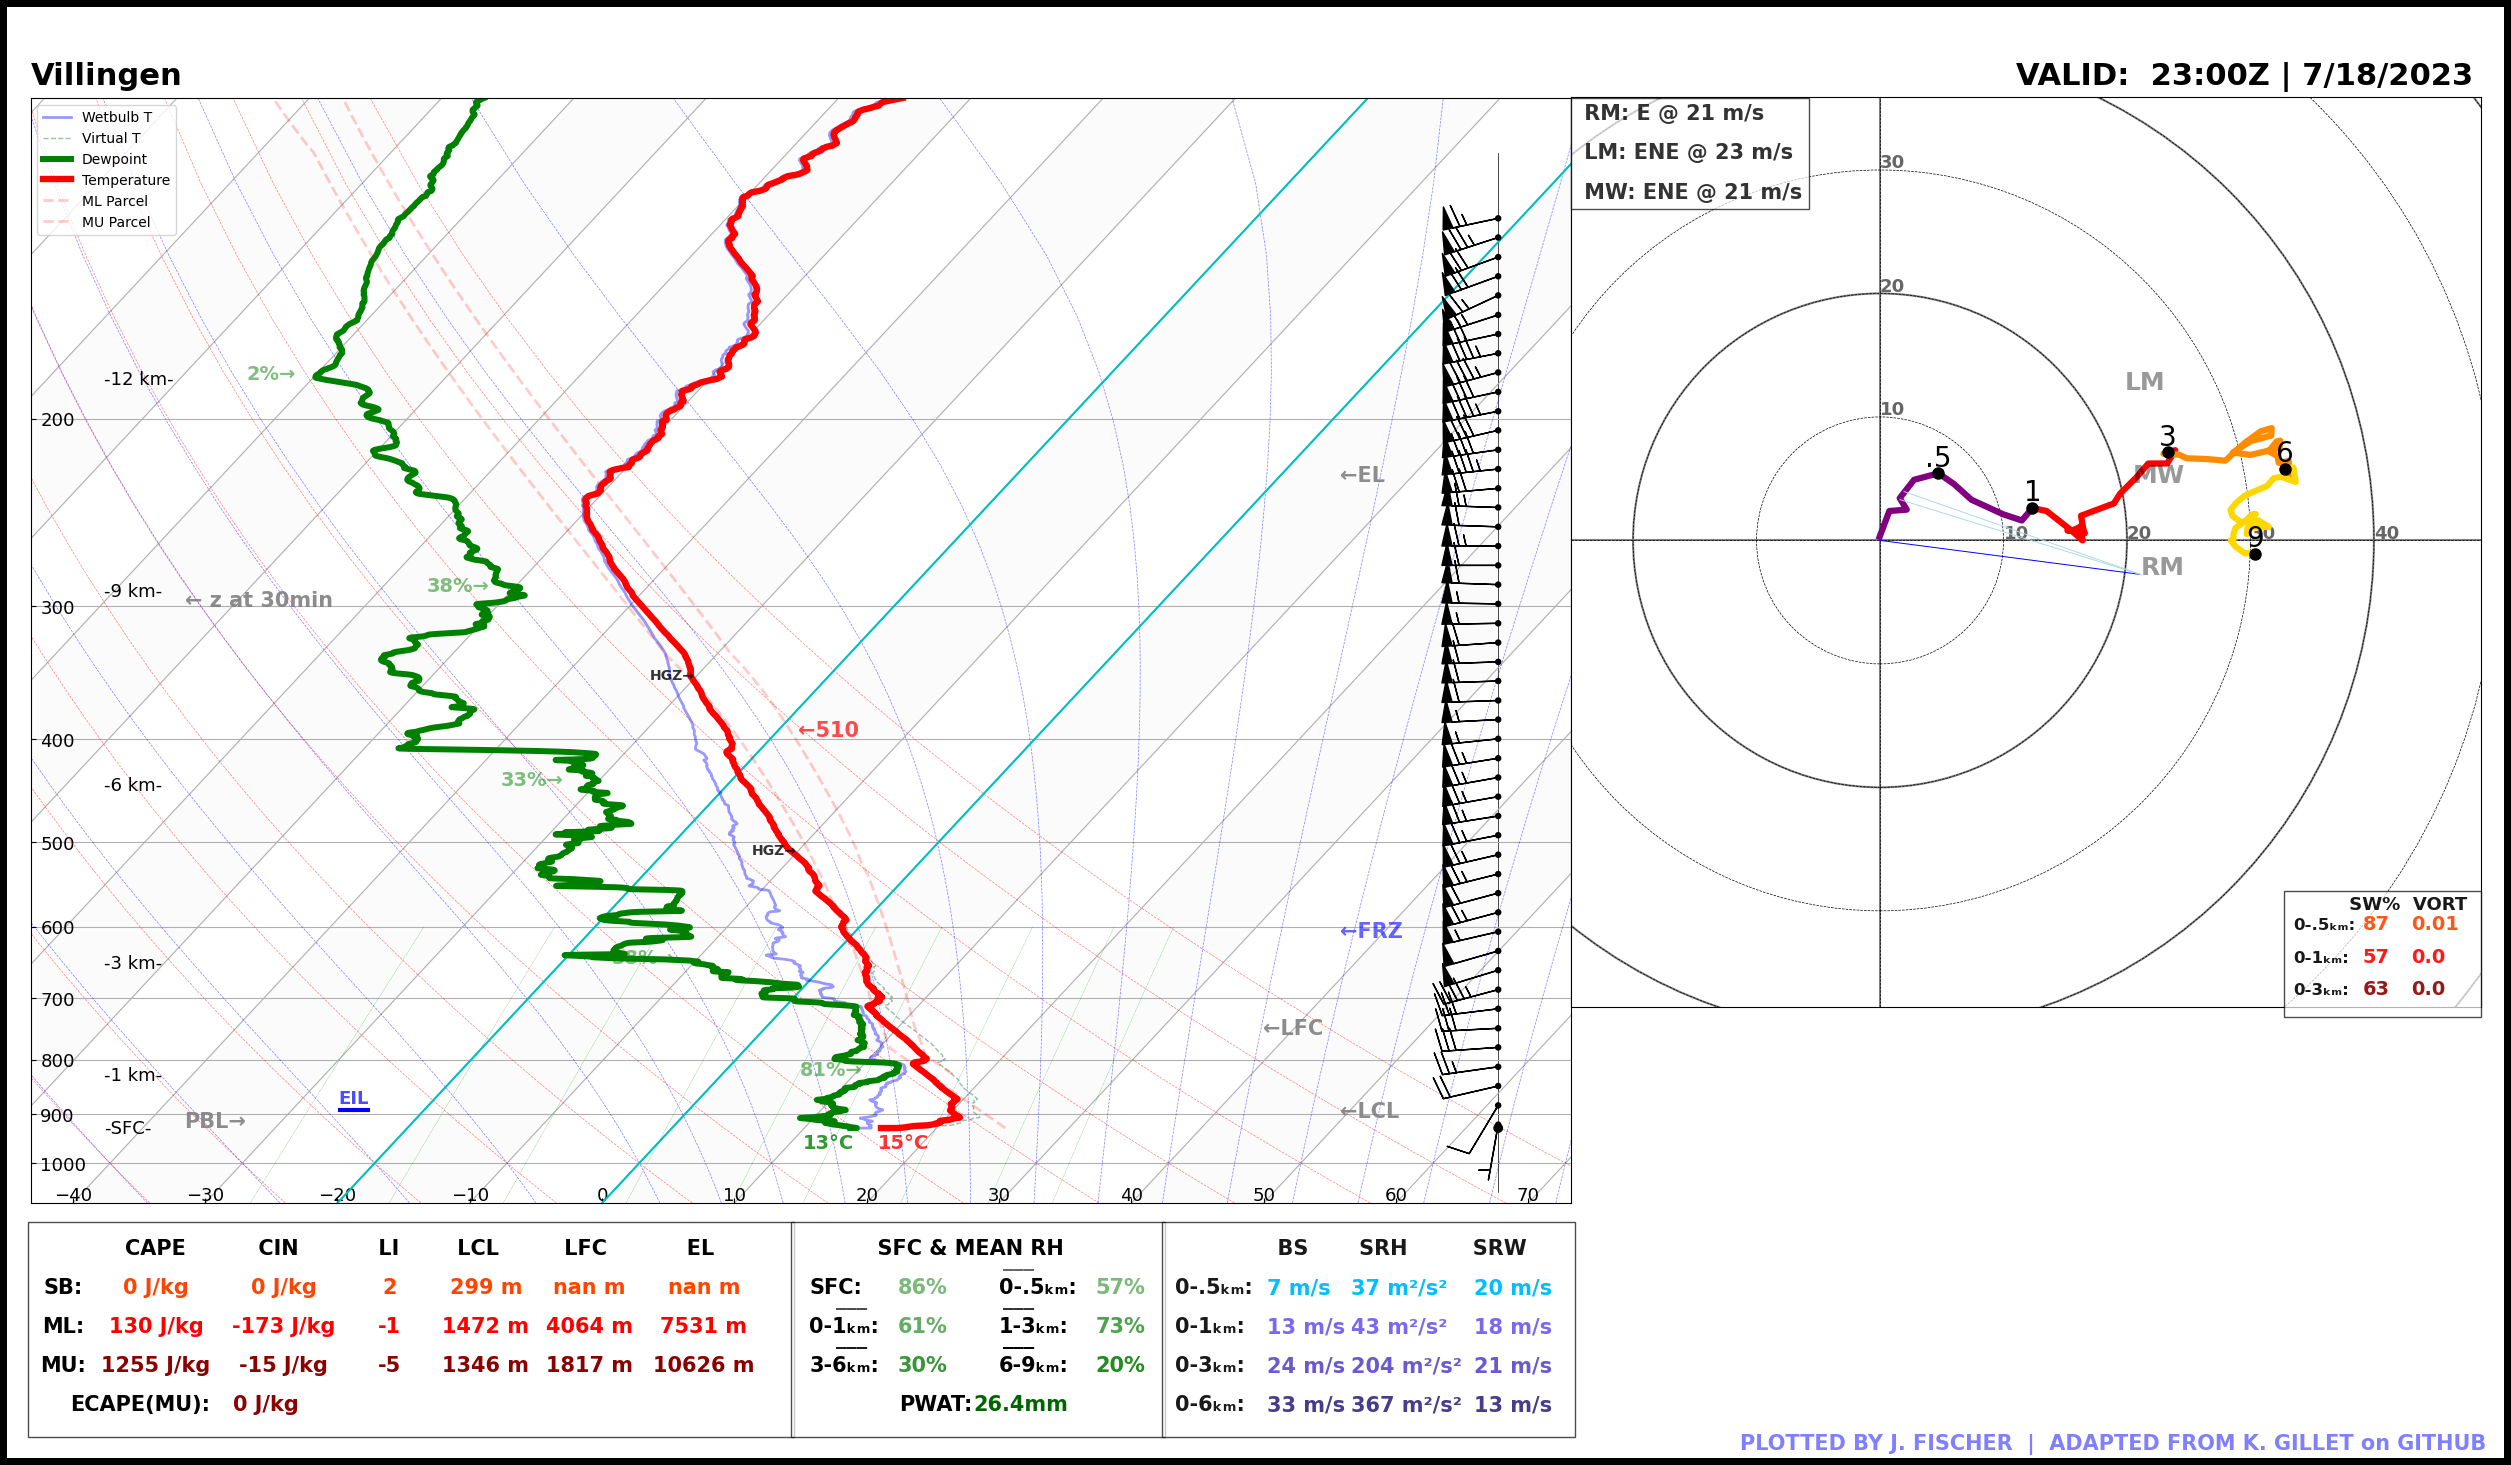 Villingen
VALID:  23:00Z | 7/18/2023
Wetbulb T
Virtual T
Dewpoint
Temperature
ML Parcel
MU Parcel
2%→
-12 km-
200
38%→
-9 km-
← z at 30min
300
HGZ→
←EL
←510
400
33%→
-6 km-
500
HGZ→
600
←FRZ
38%→
-3 km-
700
←LFC
800
81%→
-1 km-
EIL
900
PBL→
←LCL
-SFC-
13°C
15°C
1000
−40 −30 −20 −10 0 10 20 30 40 50 60 70
RM: E @ 21 m/s
LM: ENE @ 23 m/s
MW: ENE @ 21 m/s
30
20
10
LM
.5
3
6
MW
1
10 20 30 40
9
RM
SW% VORT
0-.5ₖₘ: 87 0.01
0-1ₖₘ: 57 0.0
0-3ₖₘ: 63 0.0
CAPE CIN LI LCL LFC EL
SB: 0 J/kg 0 J/kg 2 299 m nan m nan m
ML: 130 J/kg -173 J/kg -1 1472 m 4064 m 7531 m
MU: 1255 J/kg -15 J/kg -5 1346 m 1817 m 10626 m
ECAPE(MU): 0 J/kg
SFC & MEAN RH
SFC: 86% 0-.5ₖₘ: 57%
0-1ₖₘ: 61% 1-3ₖₘ: 73%
3-6ₖₘ: 30% 6-9ₖₘ: 20%
PWAT: 26.4mm
BS SRH SRW
0-.5ₖₘ: 7 m/s 37 m²/s² 20 m/s
0-1ₖₘ: 13 m/s 43 m²/s² 18 m/s
0-3ₖₘ: 24 m/s 204 m²/s² 21 m/s
0-6ₖₘ: 33 m/s 367 m²/s² 13 m/s
PLOTTED BY J. FISCHER  |  ADAPTED FROM K. GILLET on GITHUB